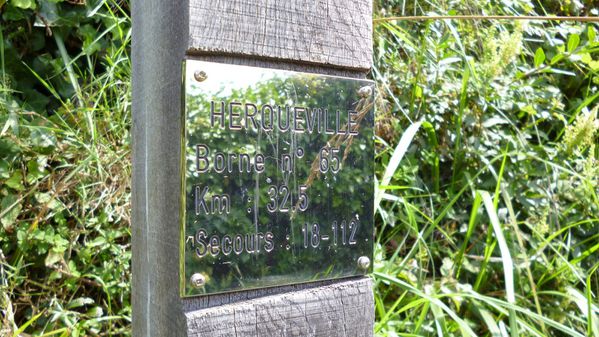 HERQUEVILLE
Borne n° 65
Km : 32,5
Secours : 18-112